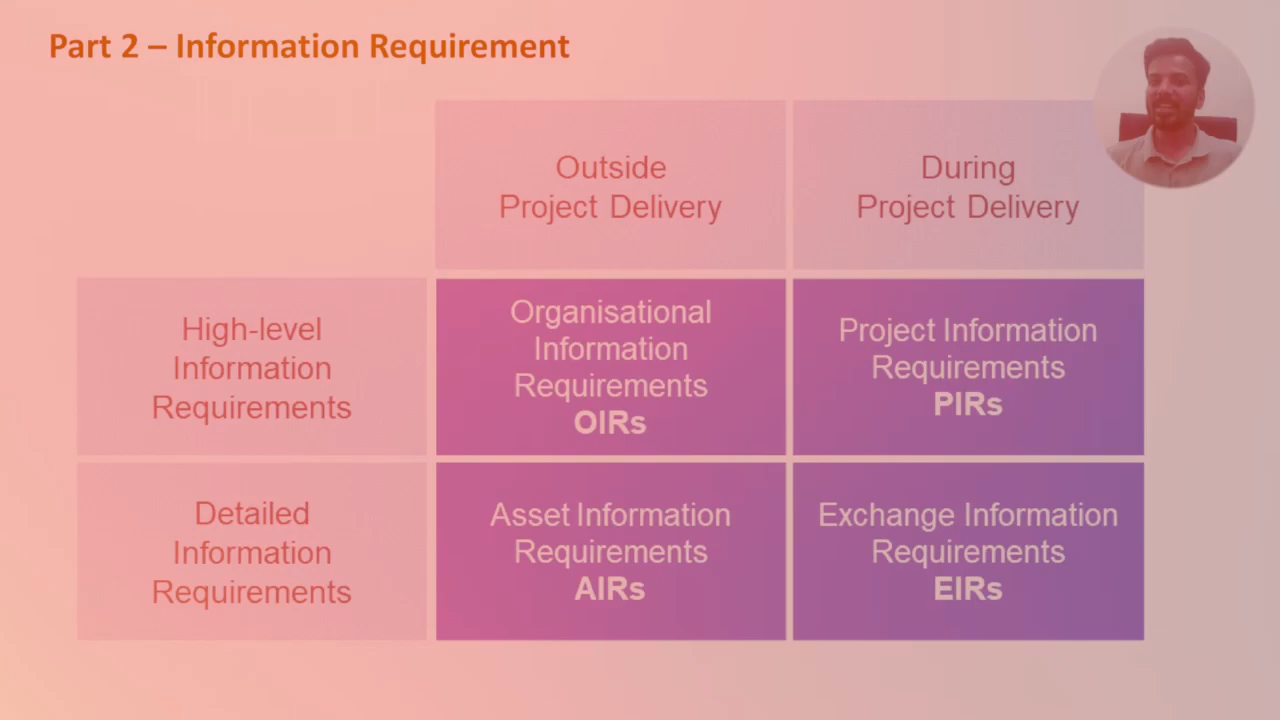 Part 2 – Information Requirement
Outside
Project Delivery
During
Project Delivery
High-level
Information
Requirements
Organisational
Information
Requirements
OIRs
Project Information
Requirements
PIRs
Detailed
Information
Requirements
Asset Information
Requirements
AIRs
Exchange Information
Requirements
EIRs